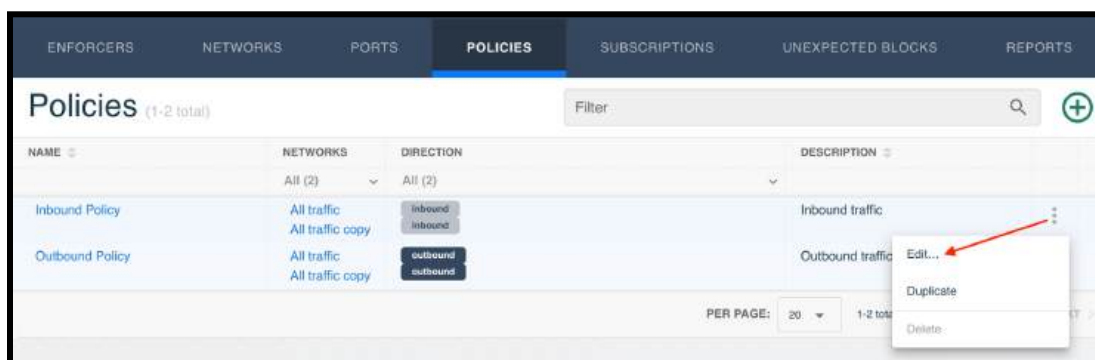 ENFORCERS NETWORKS PORTS POLICIES SUBSCRIPTIONS UNEXPECTED BLOCKS REPORTS
Policies (1-2 total)
Filter
NAME NETWORKS DIRECTION DESCRIPTION
All (2) All (2)
Inbound Policy All traffic inbound Inbound traffic
All traffic copy inbound
Outbound Policy All traffic outbound Outbound traffic
All traffic copy outbound
Edit...
Duplicate
Delete
PER PAGE: 20 1-2 tota